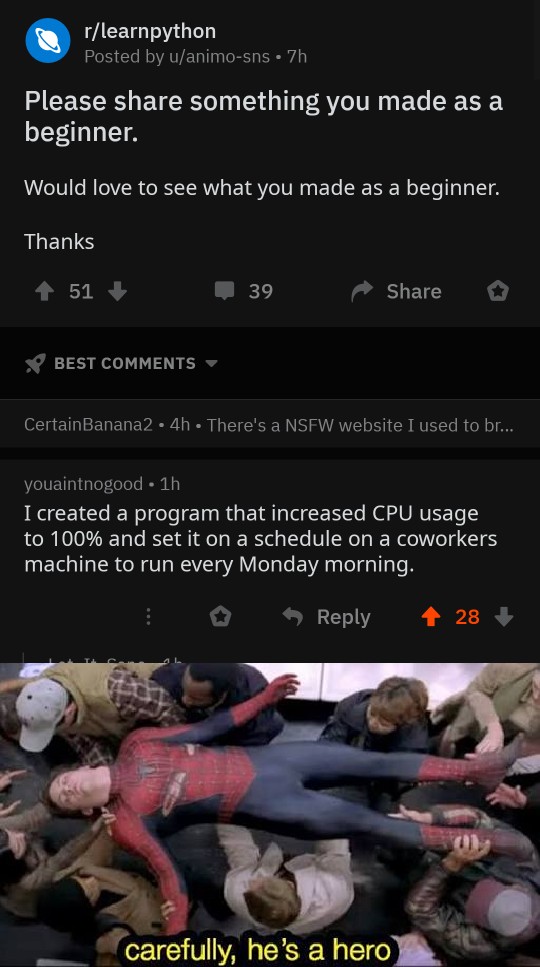 r/learnpython
Posted by u/animo-sns • 7h
Please share something you made as a
beginner.
Would love to see what you made as a beginner.
Thanks
51
39
Share
BEST COMMENTS
CertainBanana2 • 4h • There's a NSFW website I used to br...
youaintnogood • 1h
I created a program that increased CPU usage
to 100% and set it on a schedule on a coworkers
machine to run every Monday morning.
Reply
28
carefully, he's a hero